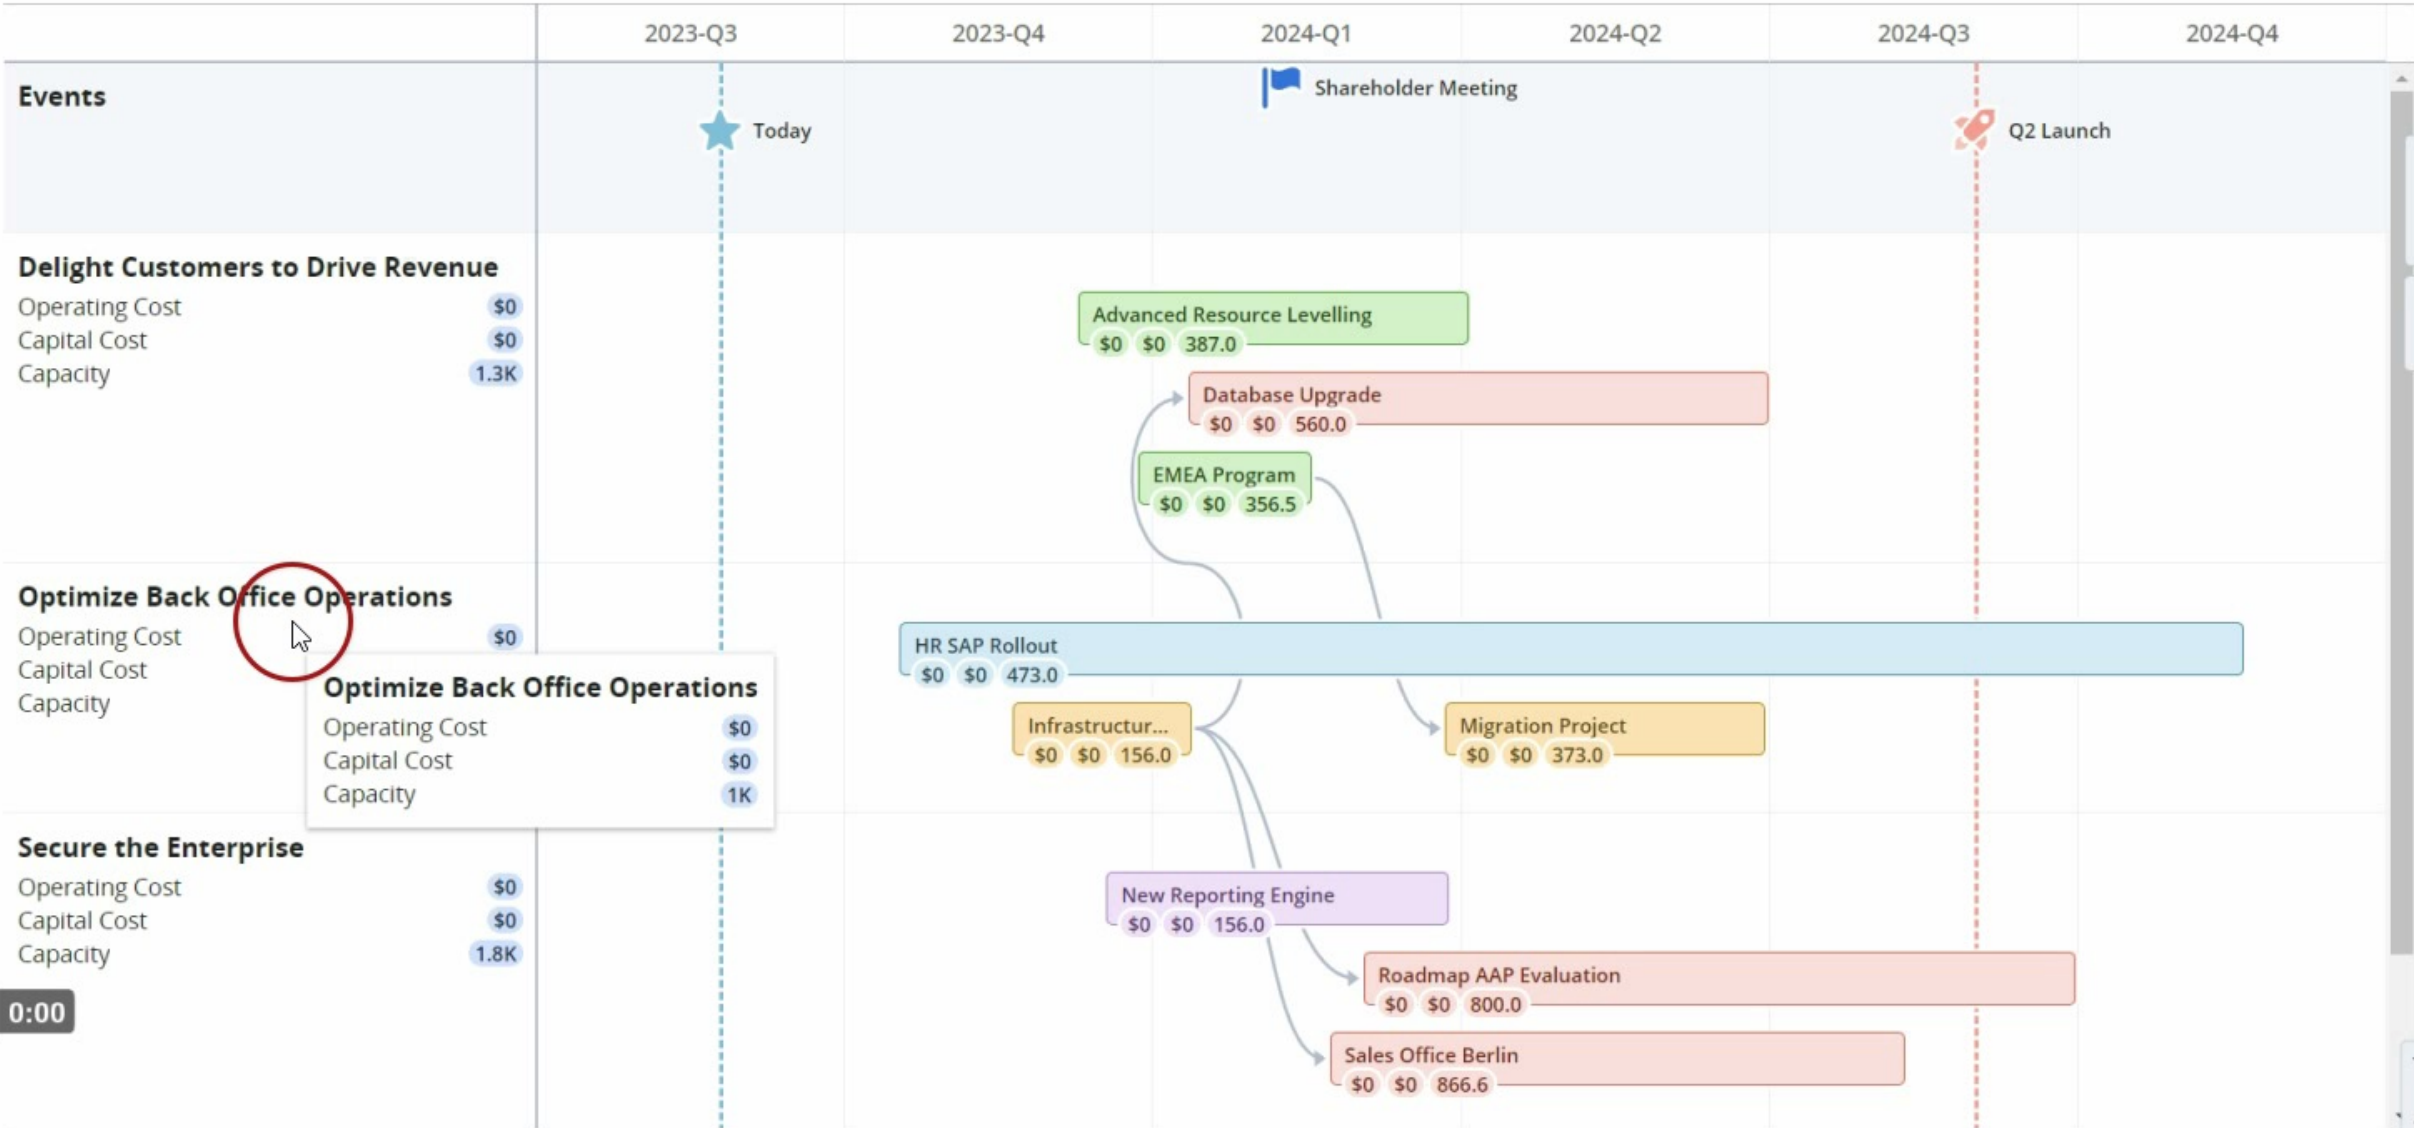 2023-Q3 2023-Q4 2024-Q1 2024-Q2 2024-Q3 2024-Q4
Events
Shareholder Meeting
Today
Q2 Launch
Delight Customers to Drive Revenue
Operating Cost $0
Capital Cost $0
Capacity 1.3K
Advanced Resource Levelling
$0 $0 387.0
Database Upgrade
$0 $0 560.0
EMEA Program
$0 $0 356.5
Optimize Back Office Operations
Operating Cost $0
Capital Cost
Capacity
Optimize Back Office Operations
Operating Cost $0
Capital Cost $0
Capacity 1K
HR SAP Rollout
$0 $0 473.0
Infrastructur...
$0 $0 156.0
Migration Project
$0 $0 373.0
Secure the Enterprise
Operating Cost $0
Capital Cost $0
Capacity 1.8K
New Reporting Engine
$0 $0 156.0
Roadmap AAP Evaluation
$0 $0 800.0
Sales Office Berlin
$0 $0 866.6
0:00